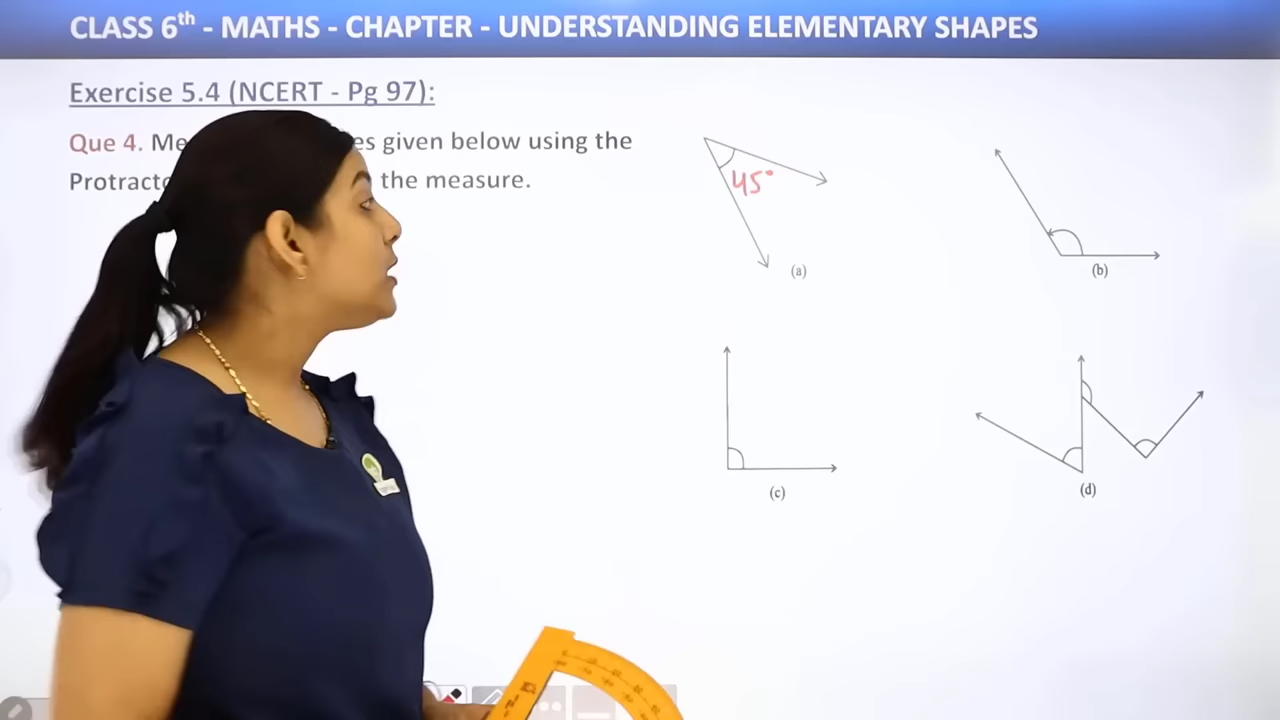 CLASS 6th - MATHS - CHAPTER - UNDERSTANDING ELEMENTARY SHAPES
Exercise 5.4 (NCERT - Pg 97):
Que 4. Me es given below using the
Protracto the measure.
45°
(a)
(b)
(c)
(d)